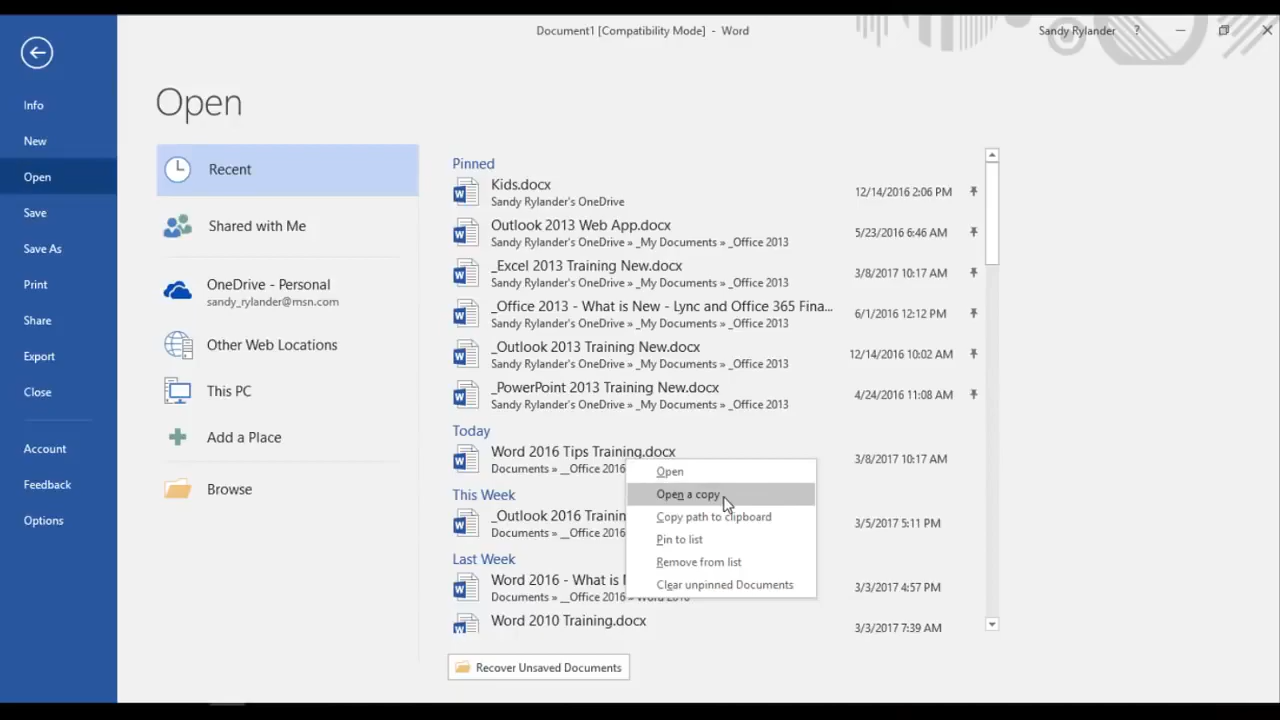 Document1 [Compatibility Mode] - Word
Sandy Rylander ?
Info
New
Open
Save
Save As
Print
Share
Export
Close
Account
Feedback
Options
Open
Recent
Shared with Me
OneDrive - Personal
sandy_rylander@msn.com
Other Web Locations
This PC
Add a Place
Browse
Pinned
Kids.docx
Sandy Rylander's OneDrive
12/14/2016 2:06 PM
Outlook 2013 Web App.docx
Sandy Rylander's OneDrive » _My Documents » _Office 2013
5/23/2016 6:46 AM
_Excel 2013 Training New.docx
Sandy Rylander's OneDrive » _My Documents » _Office 2013
3/8/2017 10:17 AM
_Office 2013 - What is New - Lync and Office 365 Fina...
Sandy Rylander's OneDrive » _My Documents » _Office 2013
6/1/2016 12:12 PM
_Outlook 2013 Training New.docx
Sandy Rylander's OneDrive » _My Documents » _Office 2013
12/14/2016 10:02 AM
_PowerPoint 2013 Training New.docx
Sandy Rylander's OneDrive » _My Documents » _Office 2013
4/24/2016 11:08 AM
Today
Word 2016 Tips Training.docx
Documents » __Office 2016
3/8/2017 10:17 AM
This Week
_Outlook 2016 Trainin
Documents » __Office 2016
3/5/2017 5:11 PM
Last Week
Word 2016 - What is
Documents » __Office 2016 » Word 2016
3/3/2017 4:57 PM
Word 2010 Training.docx
3/3/2017 7:39 AM
Open
Open a copy
Copy path to clipboard
Pin to list
Remove from list
Clear unpinned Documents
Recover Unsaved Documents